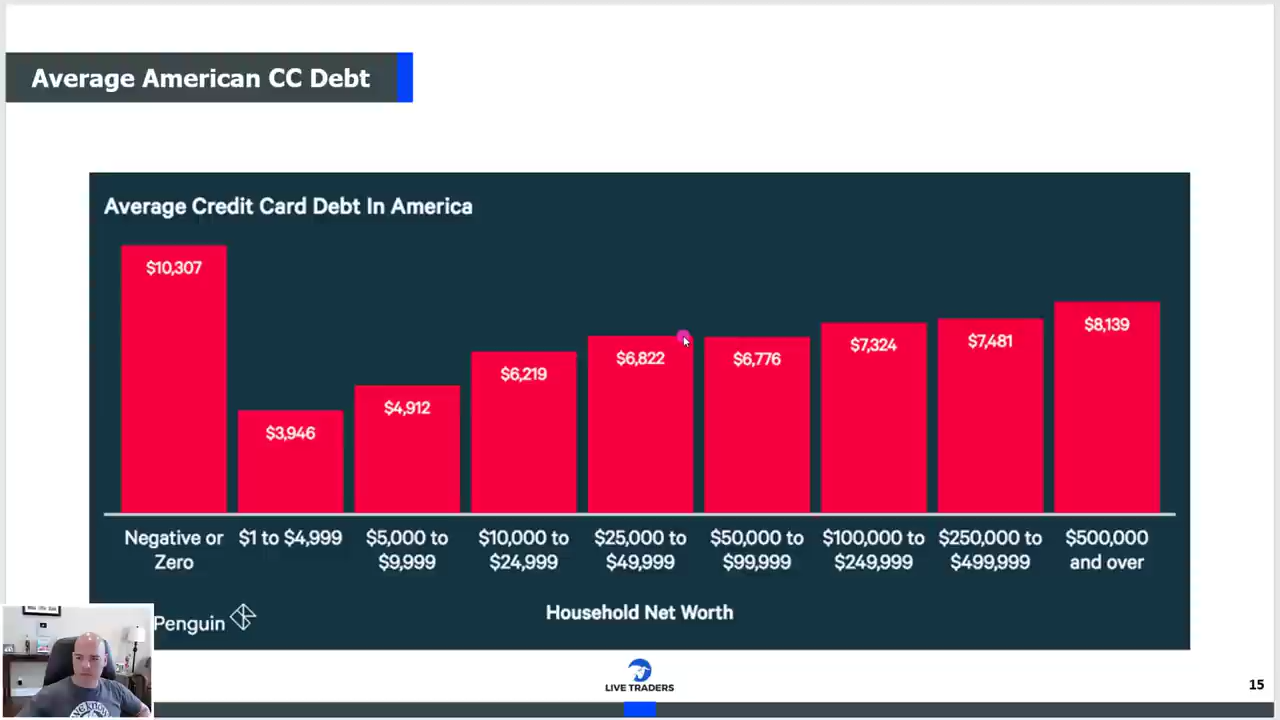 Average American CC Debt
Average Credit Card Debt In America
$10,307
$3,946
$4,912
$6,219
$6,822
$6,776
$7,324
$7,481
$8,139
Negative or Zero
$1 to $4,999
$5,000 to $9,999
$10,000 to $24,999
$25,000 to $49,999
$50,000 to $99,999
$100,000 to $249,999
$250,000 to $499,999
$500,000 and over
Household Net Worth
Penguin
LIVE TRADERS
15